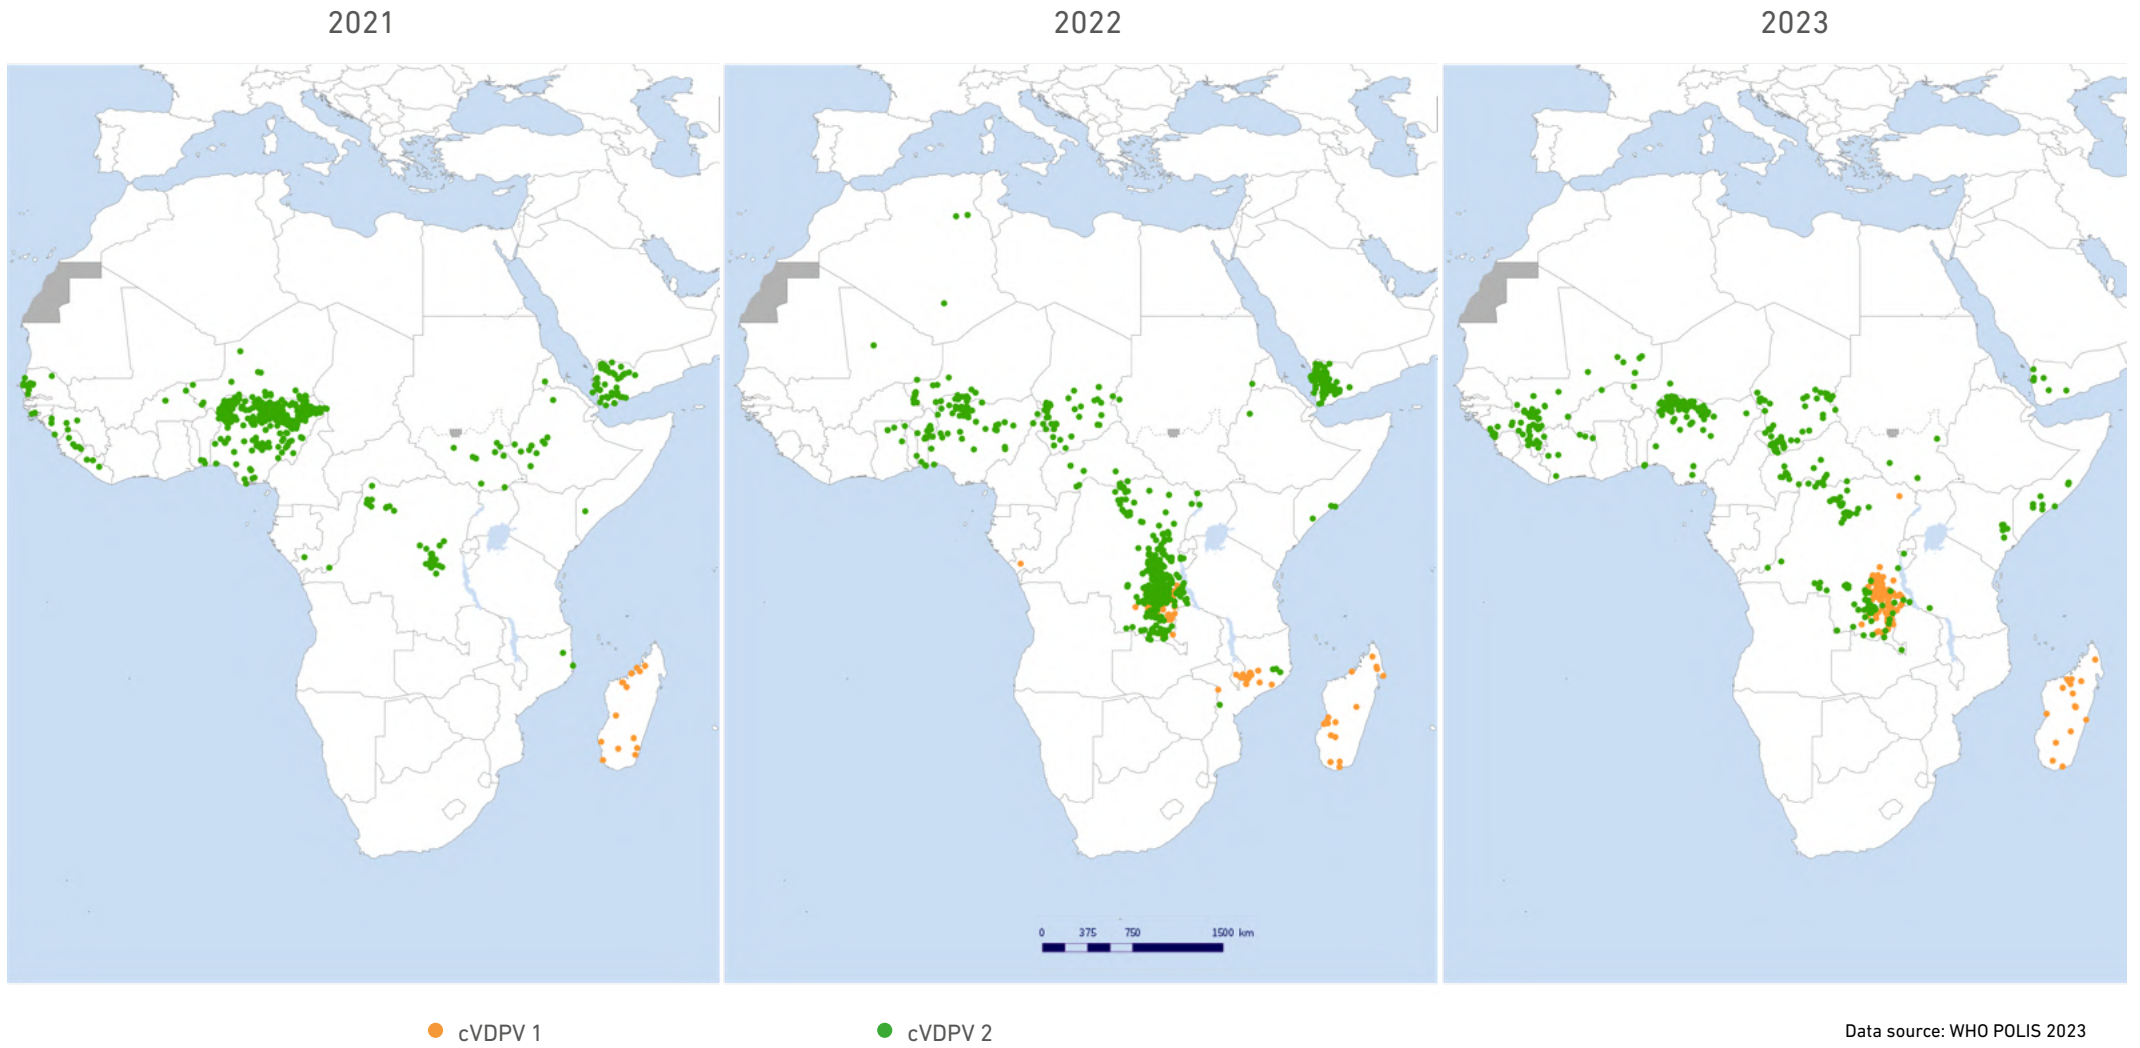 2021
2022
2023
0 375 750 1500 km
cVDPV 1
cVDPV 2
Data source: WHO POLIS 2023